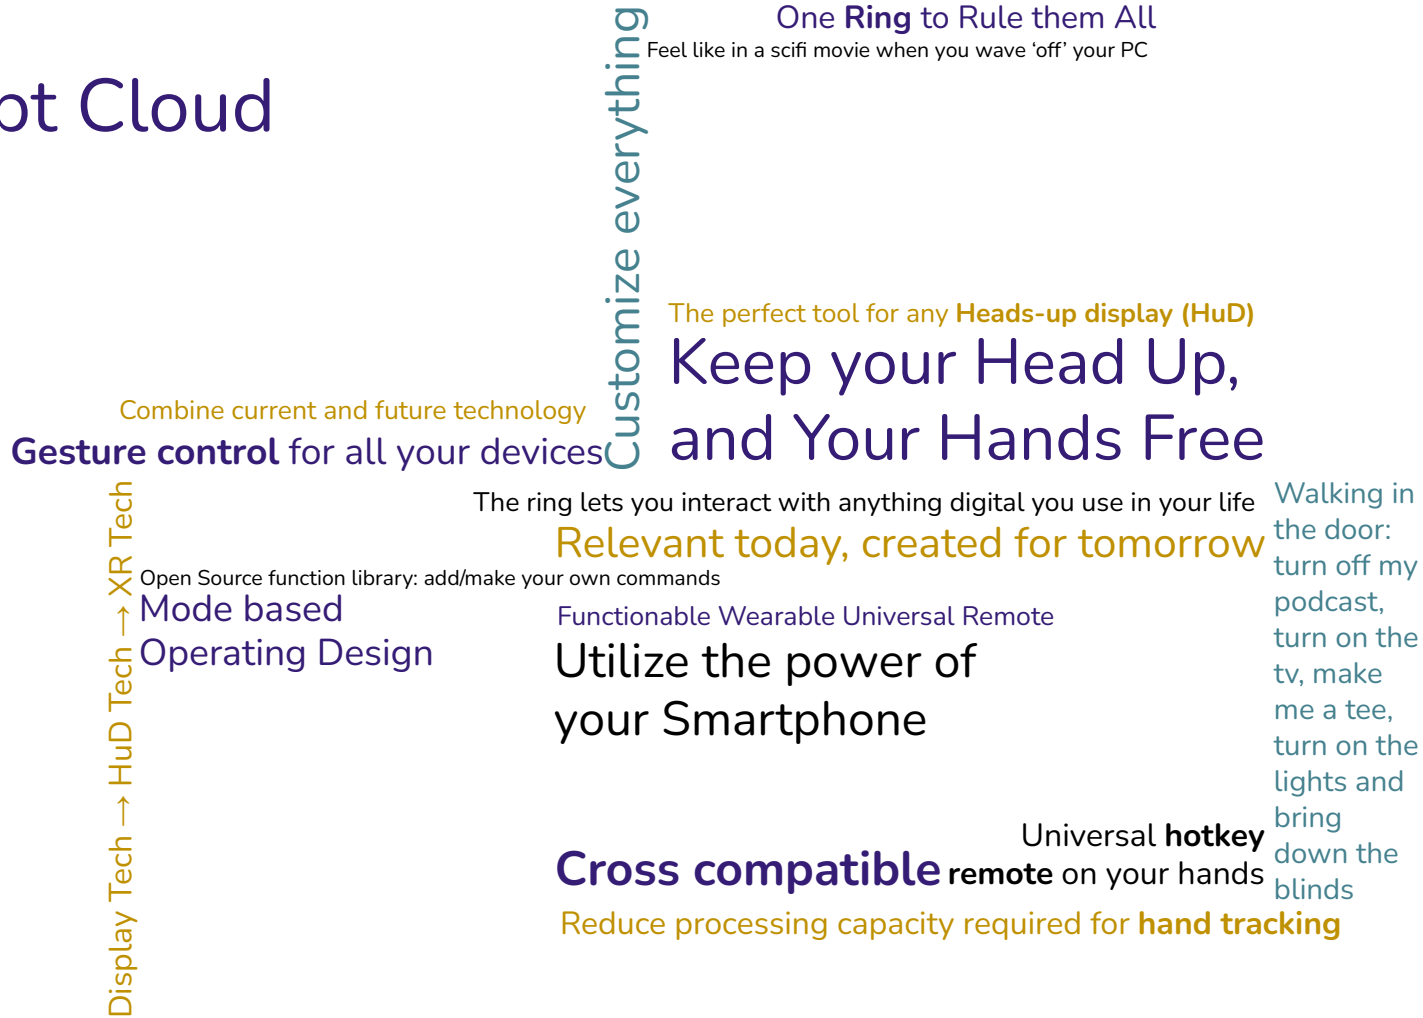 One Ring to Rule them All
Feel like in a scifi movie when you wave ‘off’ your PC
Customize everything
pt Cloud
The perfect tool for any Heads-up display (HuD)
Keep your Head Up,
and Your Hands Free
Combine current and future technology
Gesture control for all your devices
The ring lets you interact with anything digital you use in your life
Relevant today, created for tomorrow
Display Tech → HuD Tech → XR Tech
Open Source function library: add/make your own commands
Mode based
Operating Design
Functionable Wearable Universal Remote
Utilize the power of
your Smartphone
Walking in
the door:
turn off my
podcast,
turn on the
tv, make
me a tee,
turn on the
lights and
bring
down the
blinds
Universal hotkey
remote on your hands
Cross compatible
Reduce processing capacity required for hand tracking